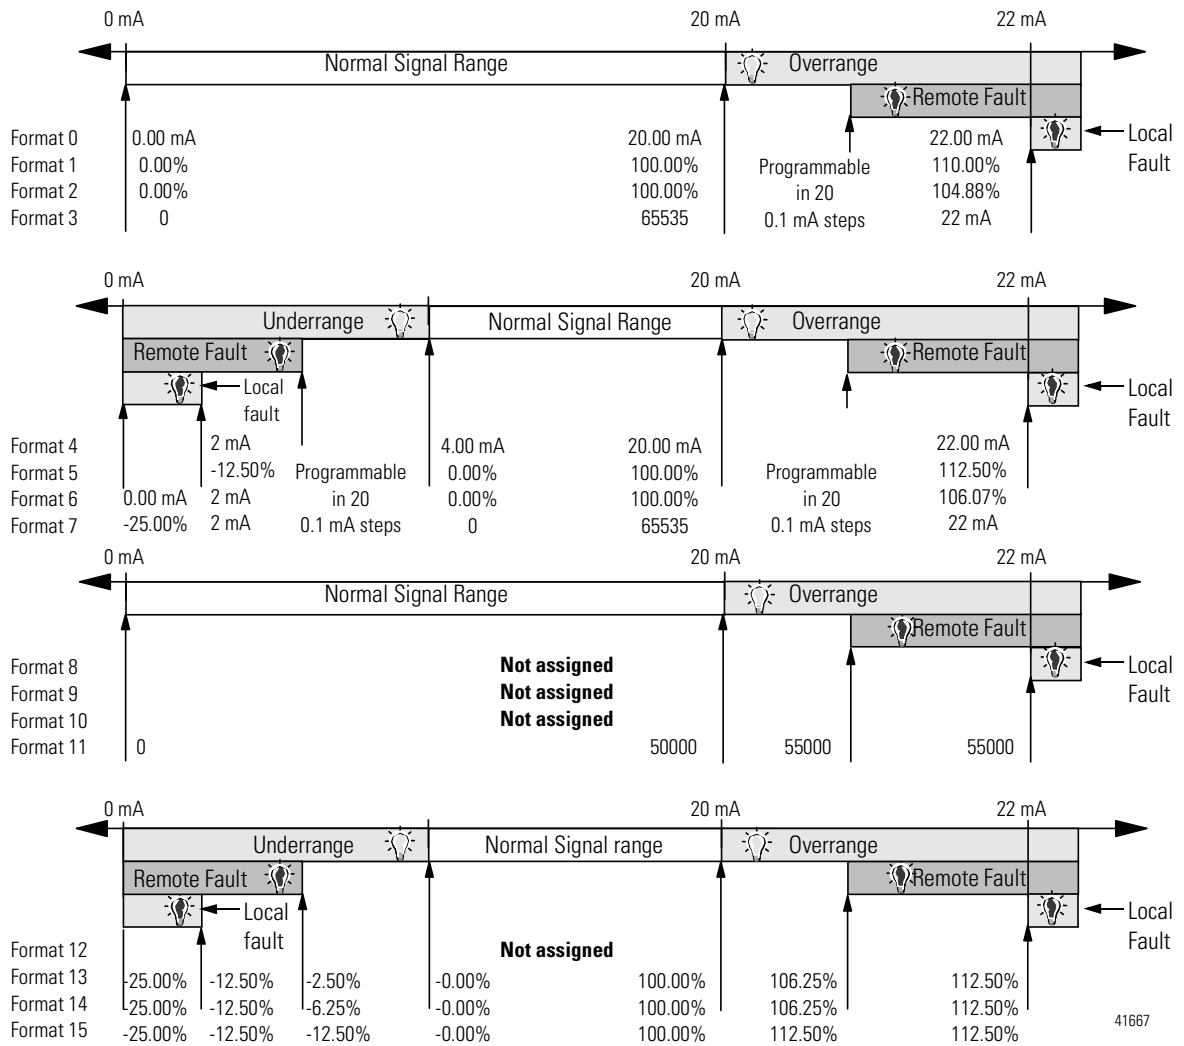 0 mA 20 mA 22 mA
Normal Signal Range Overrange
Remote Fault
Format 0 0.00 mA 20.00 mA 22.00 mA Local
Format 1 0.00% 100.00% Programmable 110.00% Fault
Format 2 0.00% 100.00% in 20 104.88%
Format 3 0 65535 0.1 mA steps 22 mA
0 mA 20 mA 22 mA
Underrange Normal Signal Range Overrange
Remote Fault Remote Fault
Local Local
fault Fault
Format 4 2 mA 4.00 mA 20.00 mA 22.00 mA
Format 5 -12.50% Programmable 0.00% 100.00% Programmable 112.50%
Format 6 0.00 mA 2 mA in 20 0.00% 100.00% in 20 106.07%
Format 7 -25.00% 2 mA 0.1 mA steps 0 65535 0.1 mA steps 22 mA
0 mA 20 mA 22 mA
Normal Signal Range Overrange
Remote Fault
Format 8 Not assigned Local
Format 9 Not assigned Fault
Format 10 Not assigned
Format 11 0 50000 55000 55000
0 mA 20 mA 22 mA
Underrange Normal Signal range Overrange
Remote Fault Remote Fault
Local Local
fault Fault
Format 12 Not assigned
Format 13 -25.00% -12.50% -2.50% -0.00% 100.00% 106.25% 112.50%
Format 14 -25.00% -12.50% -6.25% -0.00% 100.00% 106.25% 112.50%
Format 15 -25.00% -12.50% -12.50% -0.00% 100.00% 112.50% 112.50%
41667